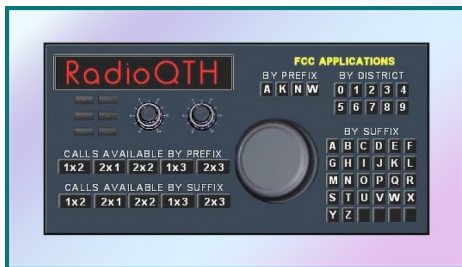 RadioQTH
FCC APPLICATIONS
BY PREFIX
A K N W
BY DISTRICT
0 1 2 3 4
5 6 7 8 9
CALLS AVAILABLE BY PREFIX
1x2 2x1 2x2 1x3 2x3
CALLS AVAILABLE BY SUFFIX
1x2 2x1 2x2 1x3 2x3
BY SUFFIX
A B C D E F
G H I J K L
M N O P Q R
S T U V W X
Y Z